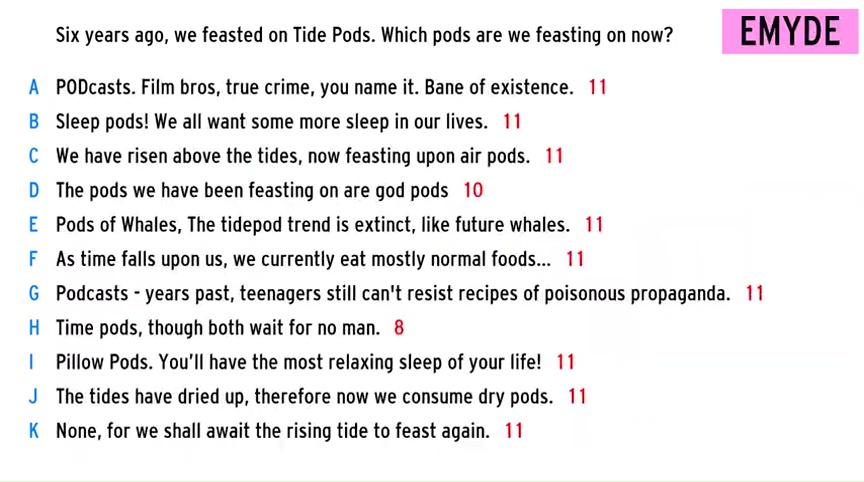 Six years ago, we feasted on Tide Pods. Which pods are we feasting on now?
EMYDE
A PODcasts. Film bros, true crime, you name it. Bane of existence. 11
B Sleep pods! We all want some more sleep in our lives. 11
C We have risen above the tides, now feasting upon air pods. 11
D The pods we have been feasting on are god pods 10
E Pods of Whales, The tidepod trend is extinct, like future whales. 11
F As time falls upon us, we currently eat mostly normal foods... 11
G Podcasts - years past, teenagers still can't resist recipes of poisonous propaganda. 11
H Time pods, though both wait for no man. 8
I Pillow Pods. You'll have the most relaxing sleep of your life! 11
J The tides have dried up, therefore now we consume dry pods. 11
K None, for we shall await the rising tide to feast again. 11